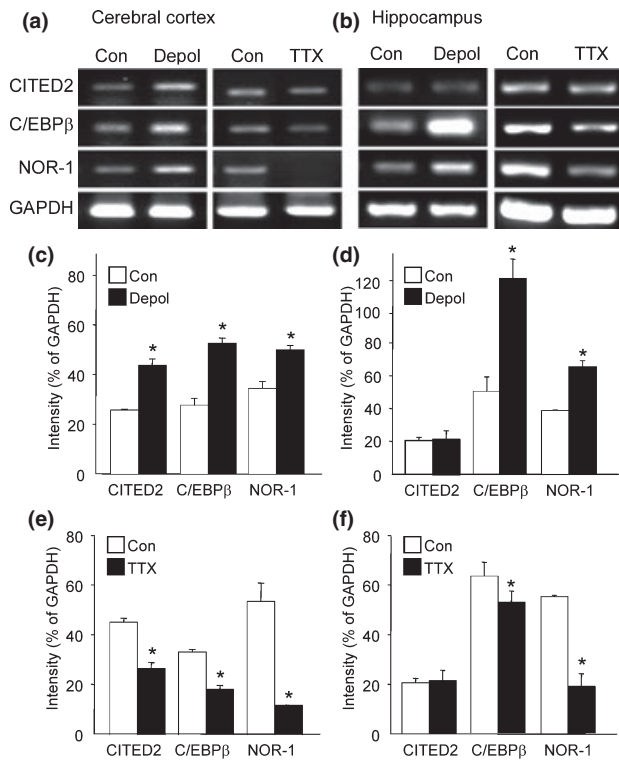 (a) Cerebral cortex (b) Hippocampus
Con Depol Con TTX Con Depol Con TTX
CITED2
C/EBPβ
NOR-1
GAPDH
(c)
Intensity (% of GAPDH)
80
60
40
20
0
Con
Depol
* * *
CITED2 C/EBPβ NOR-1
(d)
Intensity (% of GAPDH)
120
100
80
60
40
20
0
Con
Depol
* *
CITED2 C/EBPβ NOR-1
(e)
Intensity (% of GAPDH)
80
60
40
20
0
Con
TTX
* * *
CITED2 C/EBPβ NOR-1
(f)
Intensity (% of GAPDH)
80
60
40
20
0
Con
TTX
* *
CITED2 C/EBPβ NOR-1